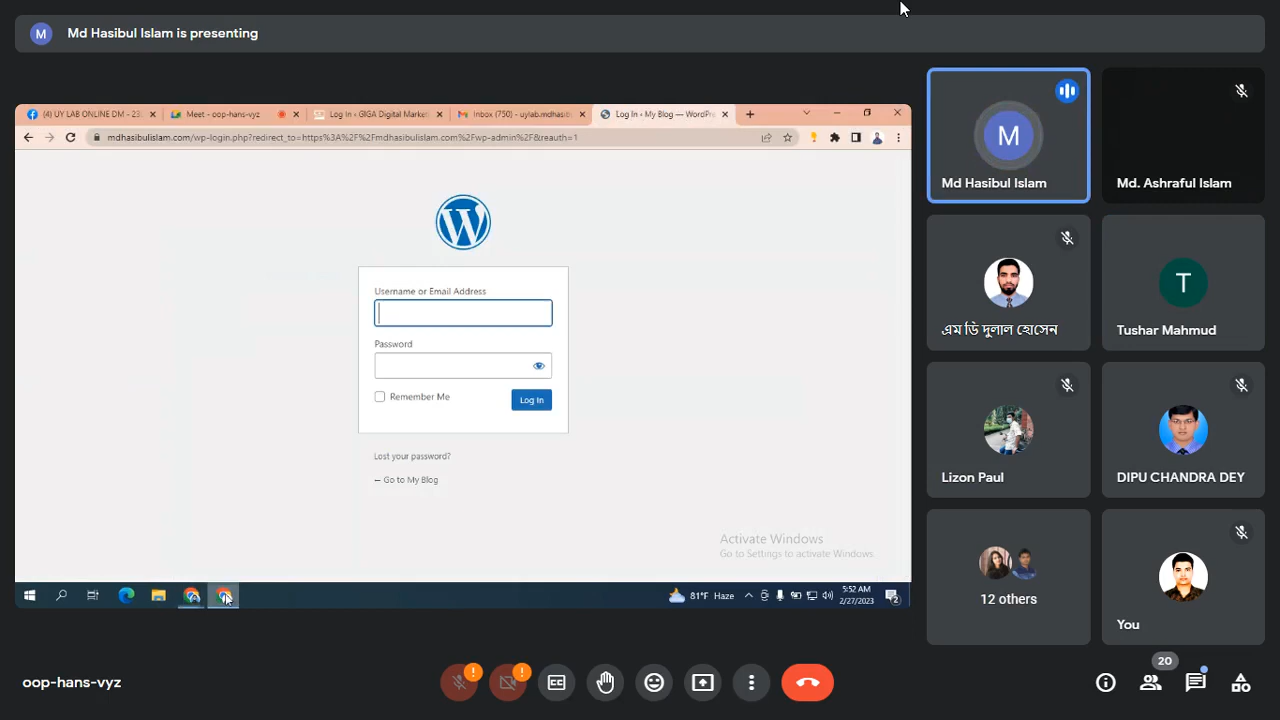 Md Hasibul Islam is presenting
(4) UY LAB ONLINE DM - 23
Meet - oop-hans-vyz
Log In ‹ GIGA Digital Market
Inbox (750) - uylab.mdhasib
Log In ‹ My Blog — WordPr
mdhasibulislam.com/wp-login.php?redirect_to=https%3A%2F%2Fmdhasibulislam.com%2Fwp-admin%2F&reauth=1
Username or Email Address
Password
Remember Me
Log In
Lost your password?
← Go to My Blog
Activate Windows
Go to Settings to activate Windows.
81°F Haze
5:52 AM
2/27/2023
2
M
Md Hasibul Islam
Md. Ashraful Islam
এম ডি দুলাল হোসেন
T
Tushar Mahmud
Lizon Paul
DIPU CHANDRA DEY
12 others
You
oop-hans-vyz
20